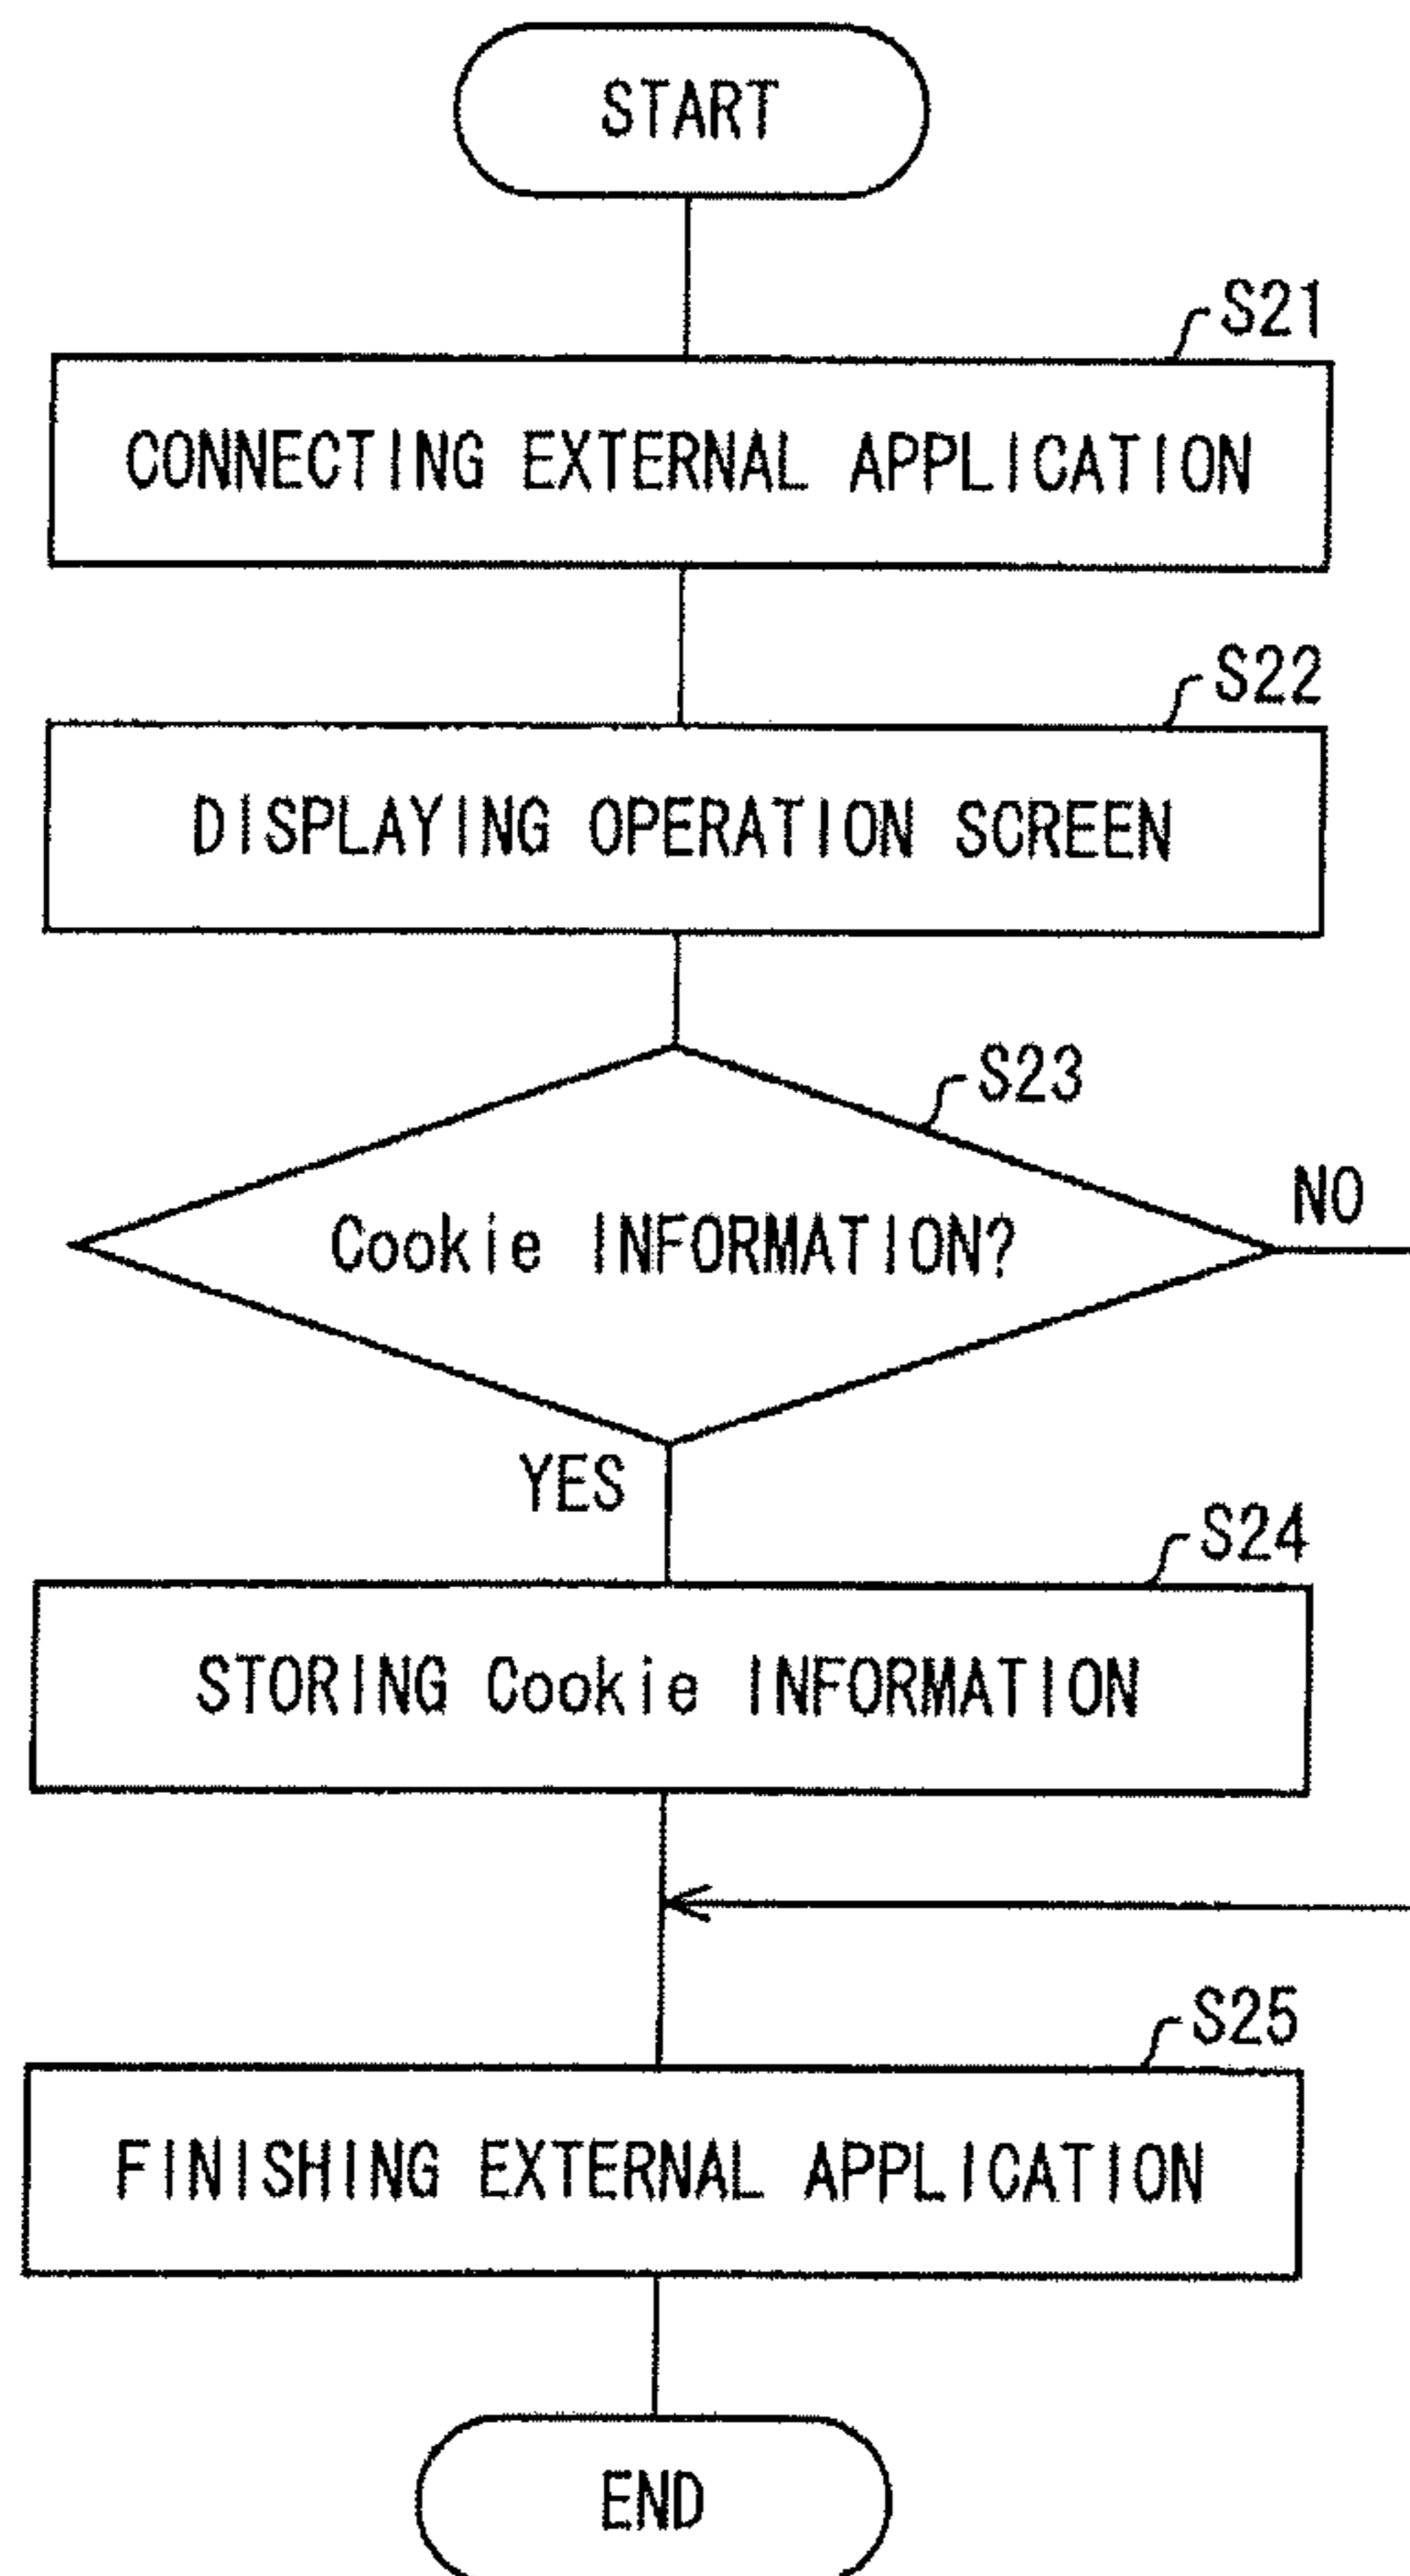 START
S21
CONNECTING EXTERNAL APPLICATION
S22
DISPLAYING OPERATION SCREEN
S23
Cookie INFORMATION?
NO
YES
S24
STORING Cookie INFORMATION
S25
FINISHING EXTERNAL APPLICATION
END